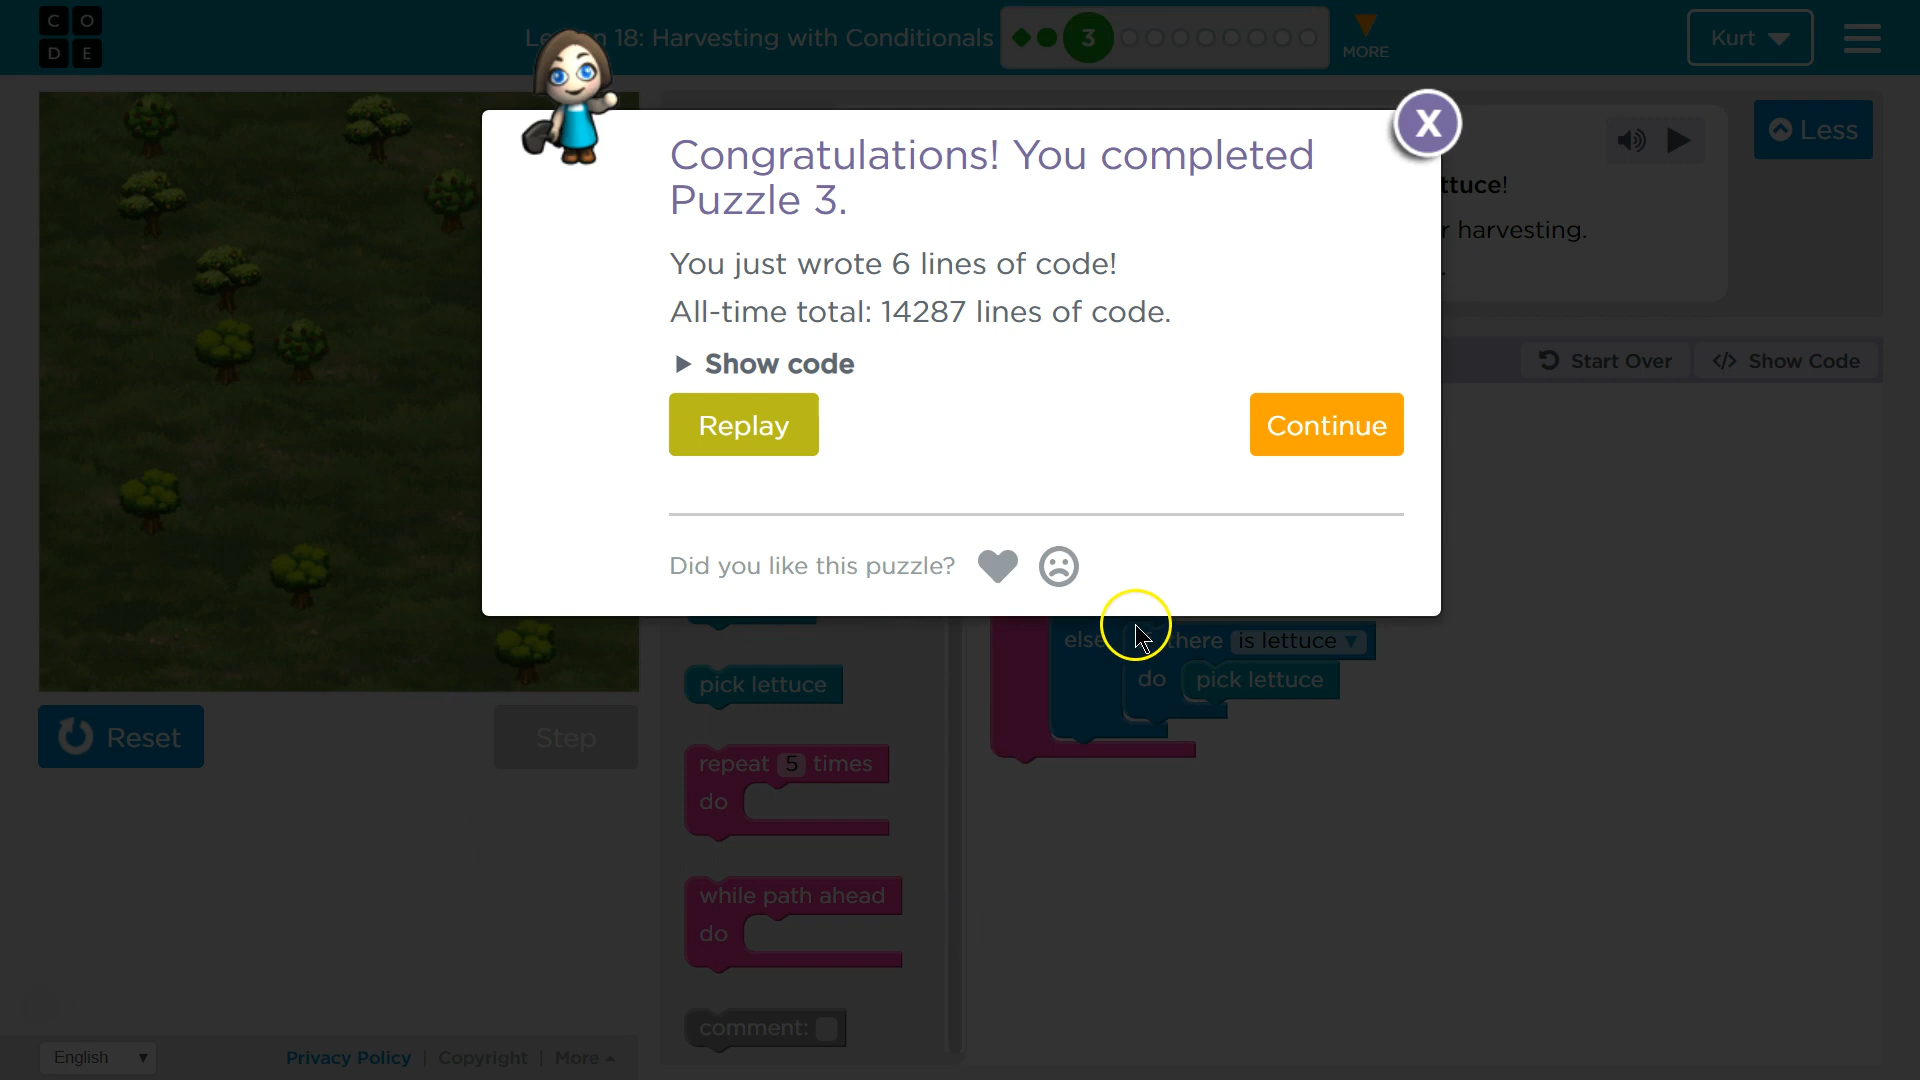 C O
D E
Lesson 18: Harvesting with Conditionals
3
MORE
Kurt
Congratulations! You completed
Puzzle 3.
X
You just wrote 6 lines of code!
All-time total: 14287 lines of code.
Show code
Replay
Continue
Did you like this puzzle?
ttuce!
r harvesting.
.
Less
Start Over
</> Show Code
else
there is lettuce
do pick lettuce
pick lettuce
repeat 5 times
do
while path ahead
do
comment:
Reset
Step
English
Privacy Policy | Copyright | More